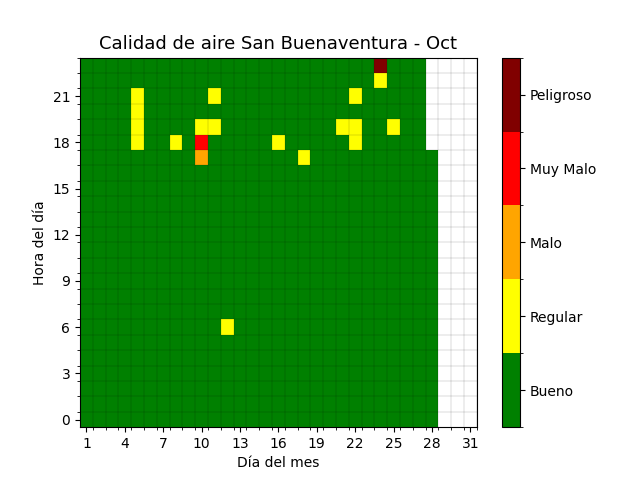 Calidad de aire San Buenaventura - Oct
Hora del día
21
18
15
12
9
6
3
0
1 4 7 10 13 16 19 22 25 28 31
Día del mes
Peligroso
Muy Malo
Malo
Regular
Bueno